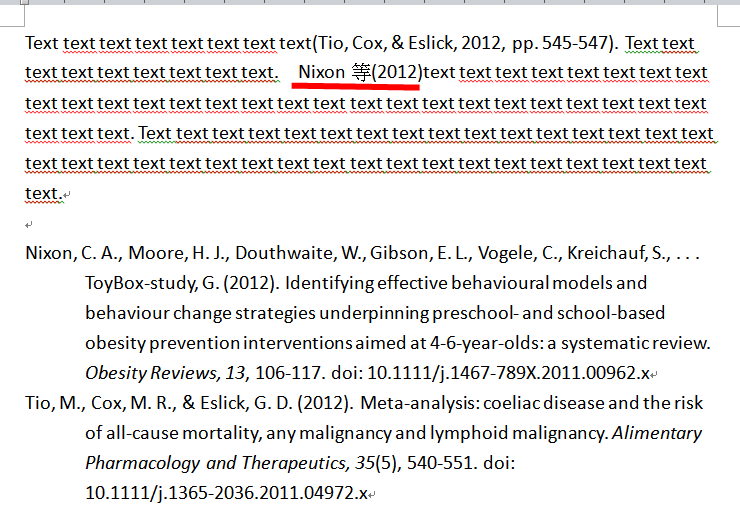 Text text text text text text text text(Tio, Cox, & Eslick, 2012, pp. 545-547). Text text
text text text text text text text. Nixon 等(2012)text text text text text text text text
text text text text text text text text text text text text text text text text text text text
text text text. Text text text text text text text text text text text text text text text text
text text text text text text text text text text text text text text text text text text text
text.
Nixon, C. A., Moore, H. J., Douthwaite, W., Gibson, E. L., Vogele, C., Kreichauf, S., . . .
ToyBox-study, G. (2012). Identifying effective behavioural models and
behaviour change strategies underpinning preschool- and school-based
obesity prevention interventions aimed at 4-6-year-olds: a systematic review.
Obesity Reviews, 13, 106-117. doi: 10.1111/j.1467-789X.2011.00962.x
Tio, M., Cox, M. R., & Eslick, G. D. (2012). Meta-analysis: coeliac disease and the risk
of all-cause mortality, any malignancy and lymphoid malignancy. Alimentary
Pharmacology and Therapeutics, 35(5), 540-551. doi:
10.1111/j.1365-2036.2011.04972.x